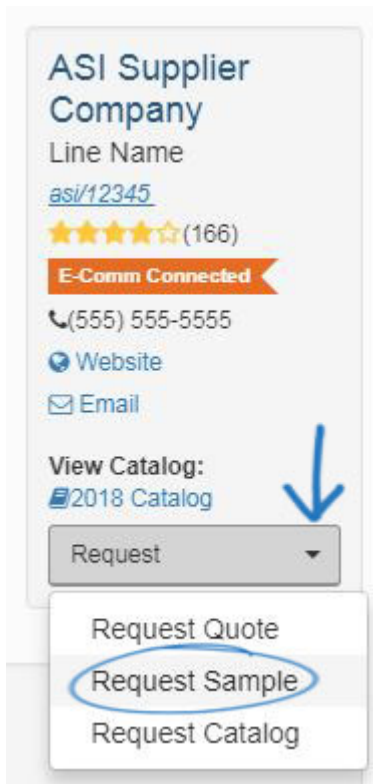 ASI Supplier
Company
Line Name
asi/12345
(166)
E-Comm Connected
(555) 555-5555
Website
Email
View Catalog:
2018 Catalog
Request
Request Quote
Request Sample
Request Catalog